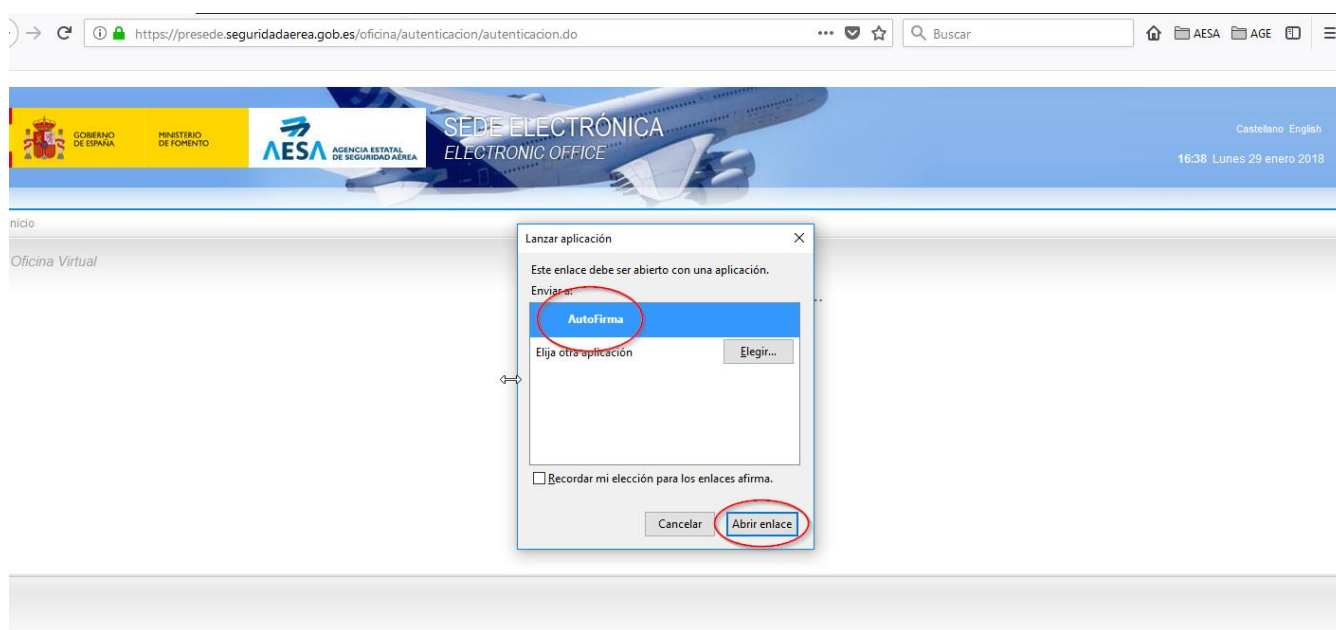 https://presede.seguridadaerea.gob.es/oficina/autenticacion/autenticacion.do
Buscar
AESA
AGE
GOBIERNO
DE ESPAÑA
MINISTERIO
DE FOMENTO
AESA
AGENCIA ESTATAL
DE SEGURIDAD AÉREA
SEDE ELECTRÓNICA
ELECTRONIC OFFICE
Castellano English
16:38 Lunes 29 enero 2018
nicio
Oficina Virtual
Lanzar aplicación
Este enlace debe ser abierto con una aplicación.
Enviar a:
AutoFirma
Elija otra aplicación
Elegir...
Recordar mi elección para los enlaces afirma.
Cancelar
Abrir enlace